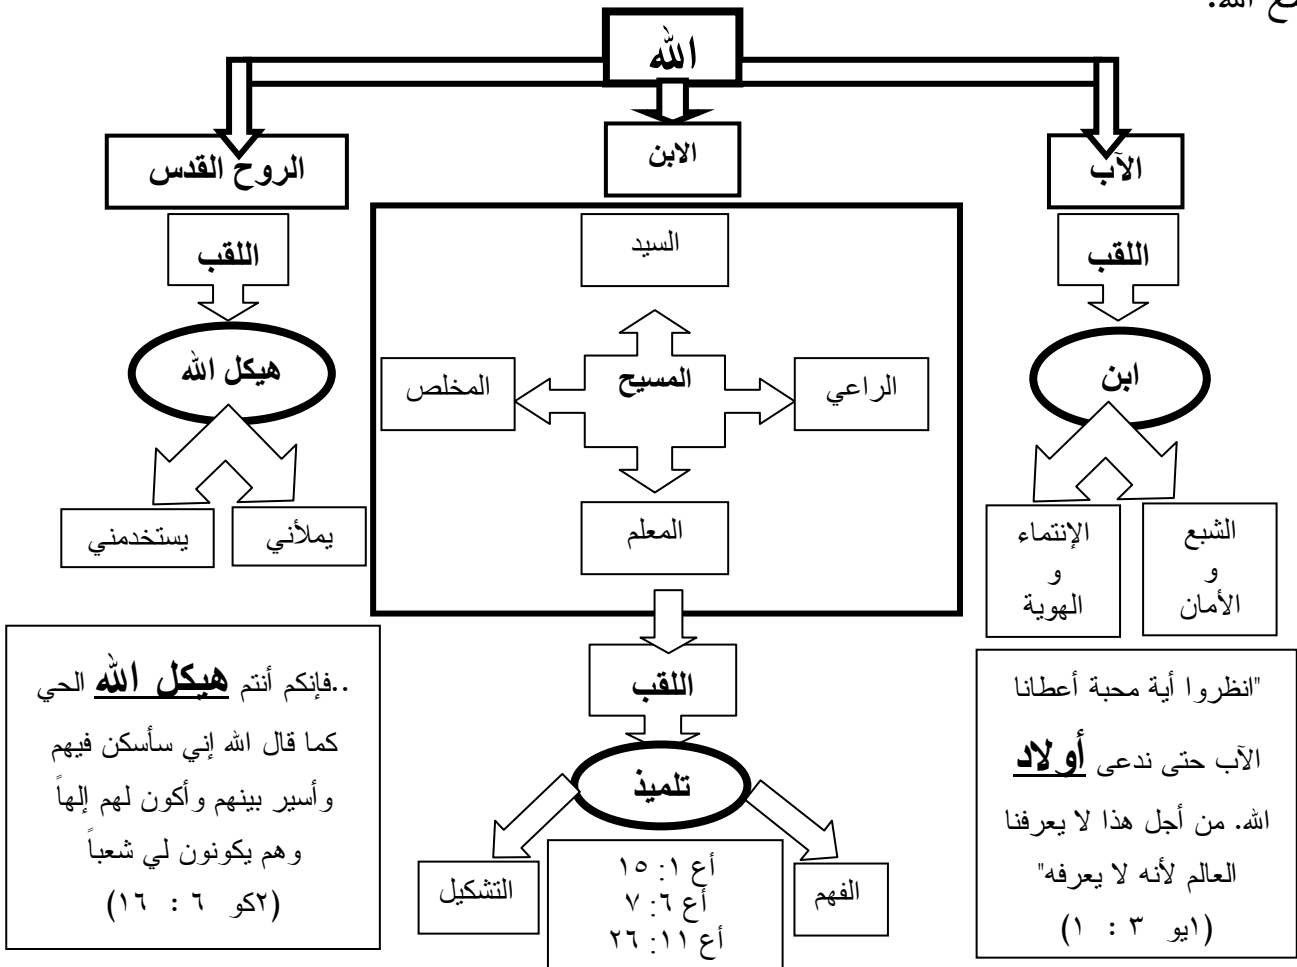 ـع الله.
الله
الآب
الابن
الروح القدس
اللقب
اللقب
ابن
هيكل الله
السيد
الراعي
المسيح
المخلص
المعلم
الشبع
و
الأمان
الإنتماء
و
الهوية
يملأني
يستخدمني
اللقب
تلميذ
الفهم
التشكيل
أع ١: ١٥
أع ٦: ٧
أع ١١: ٢٦
"انظروا أية محبة أعطانا
الآب حتى ندعى أولاد
الله. من أجل هذا لا يعرفنا
العالم لأنه لا يعرفه"
(١يو ٣ : ١)
..فإنكم أنتم هيكل الله الحي
كما قال الله إني سأسكن فيهم
وأسير بينهم وأكون لهم إلهاً
وهم يكونون لي شعباً
(٢كو ٦ : ١٦)